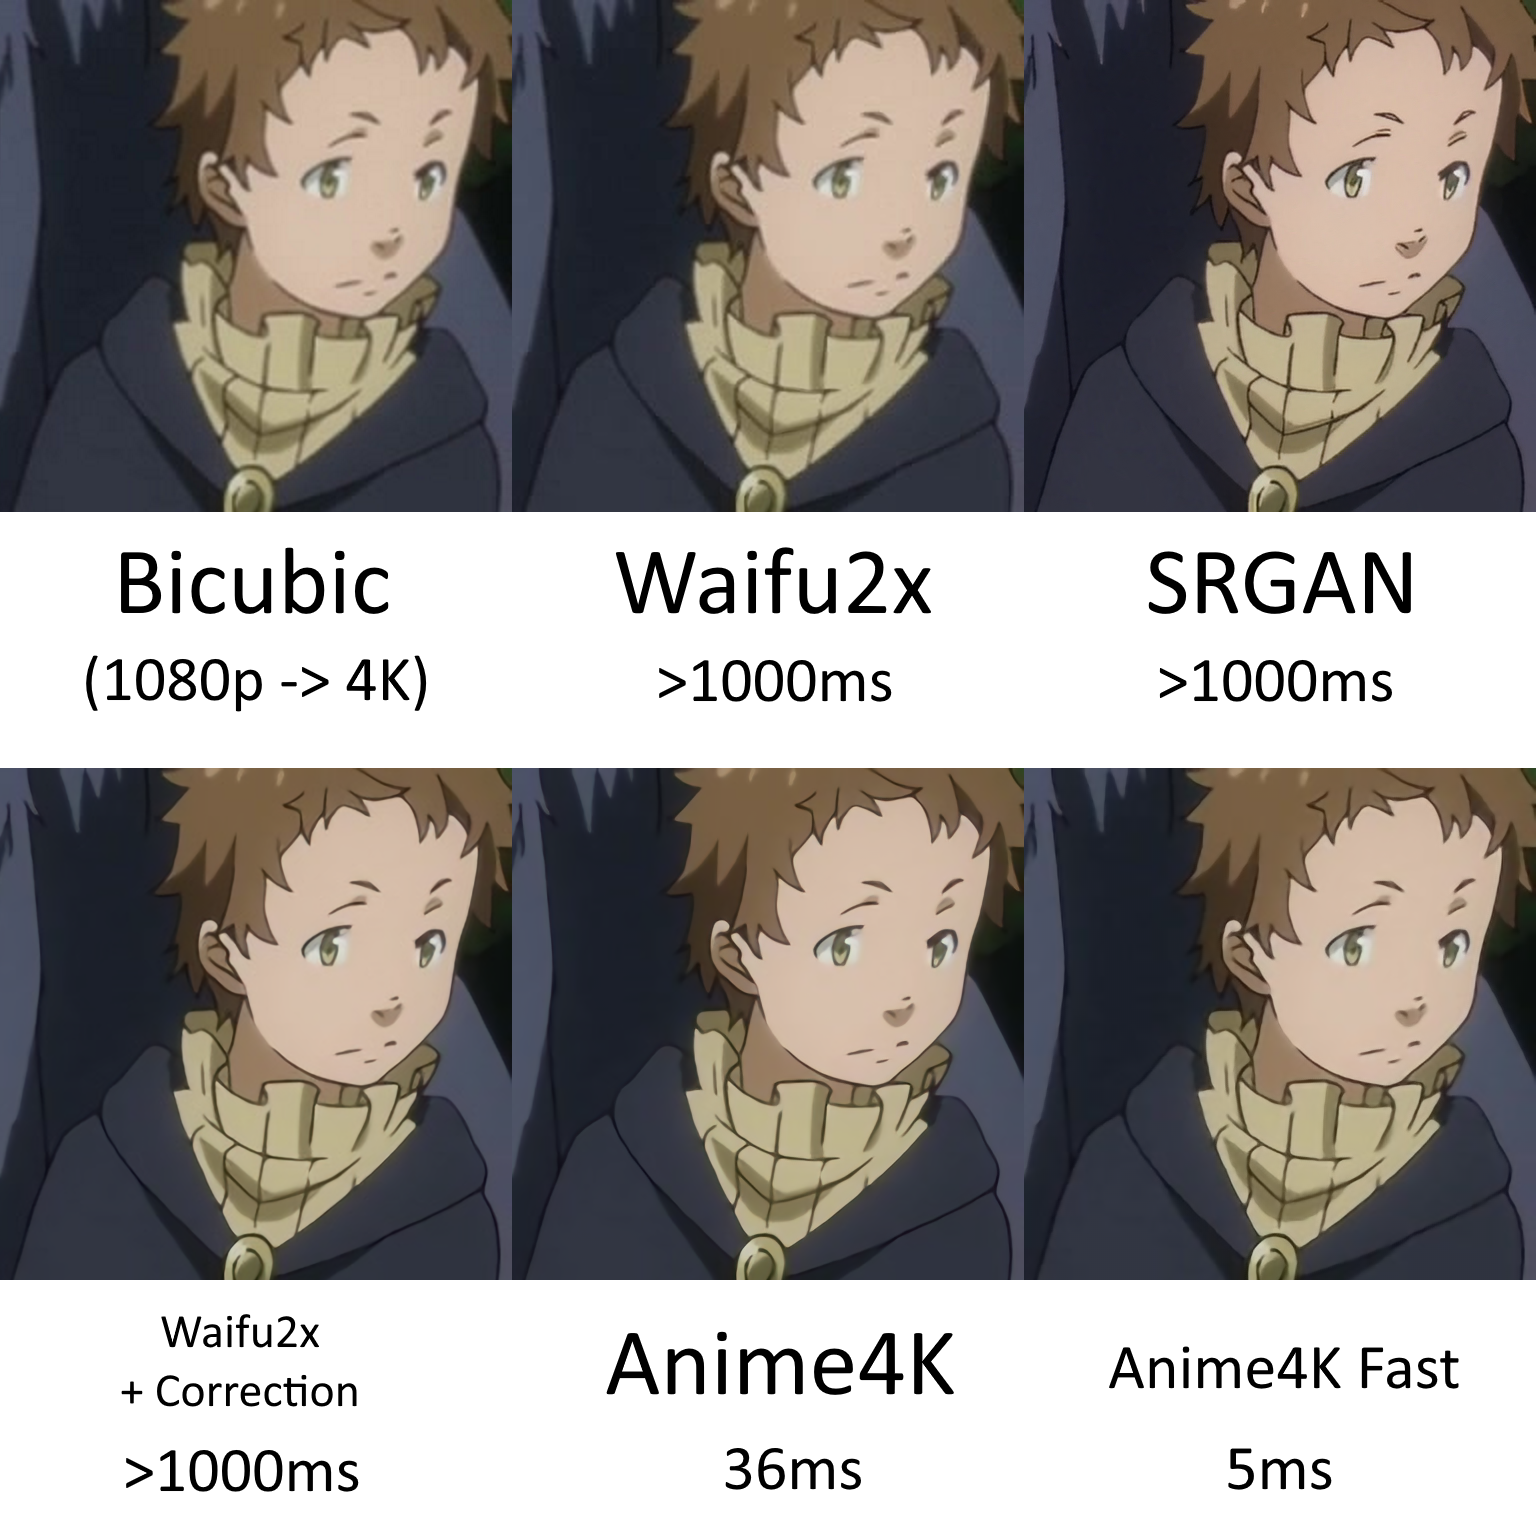 Bicubic
Waifu2x
SRGAN
(1080p -> 4K)
>1000ms
>1000ms
Waifu2x
+ Correction
>1000ms
Anime4K
36ms
Anime4K Fast
5ms